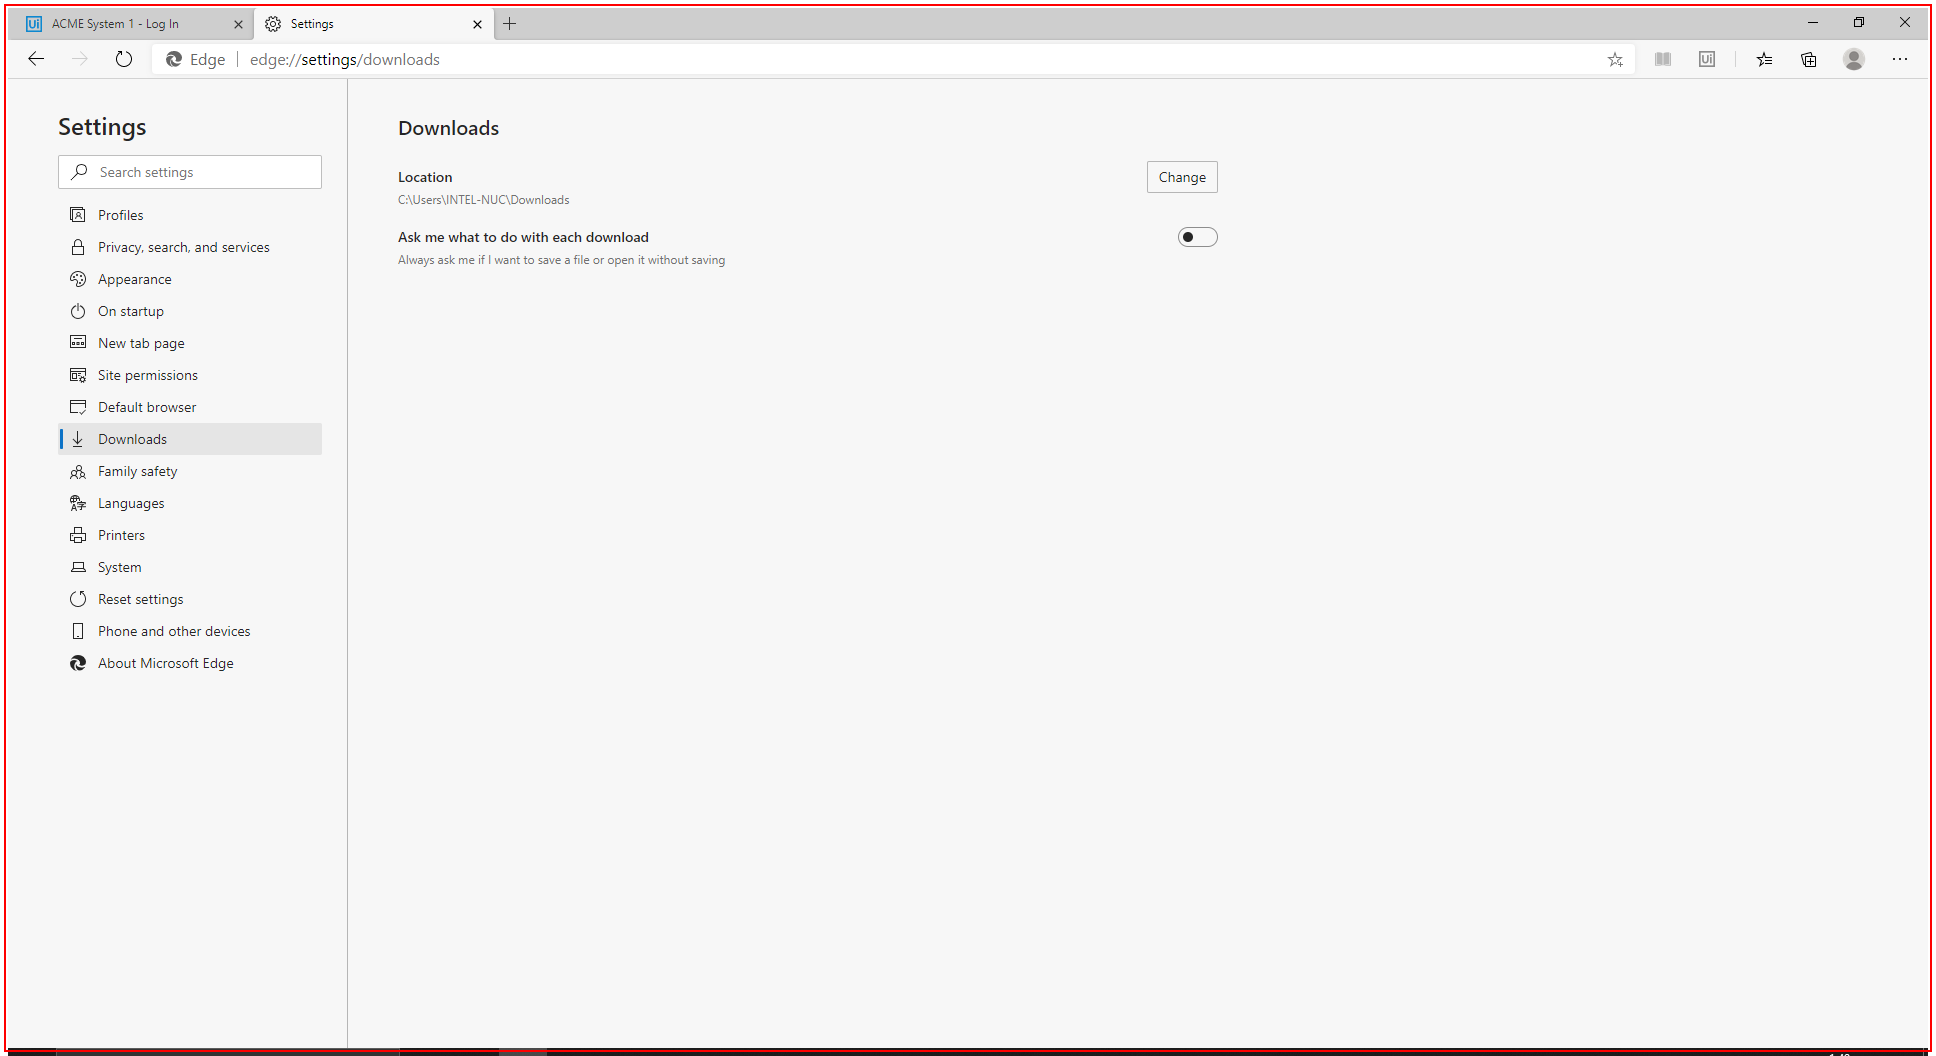 ACME System 1 - Log In
Settings
Edge edge://settings/downloads
Settings
Search settings
Profiles
Privacy, search, and services
Appearance
On startup
New tab page
Site permissions
Default browser
Downloads
Family safety
Languages
Printers
System
Reset settings
Phone and other devices
About Microsoft Edge
Downloads
Location
Change
C:\Users\INTEL-NUC\Downloads
Ask me what to do with each download
Always ask me if I want to save a file or open it without saving